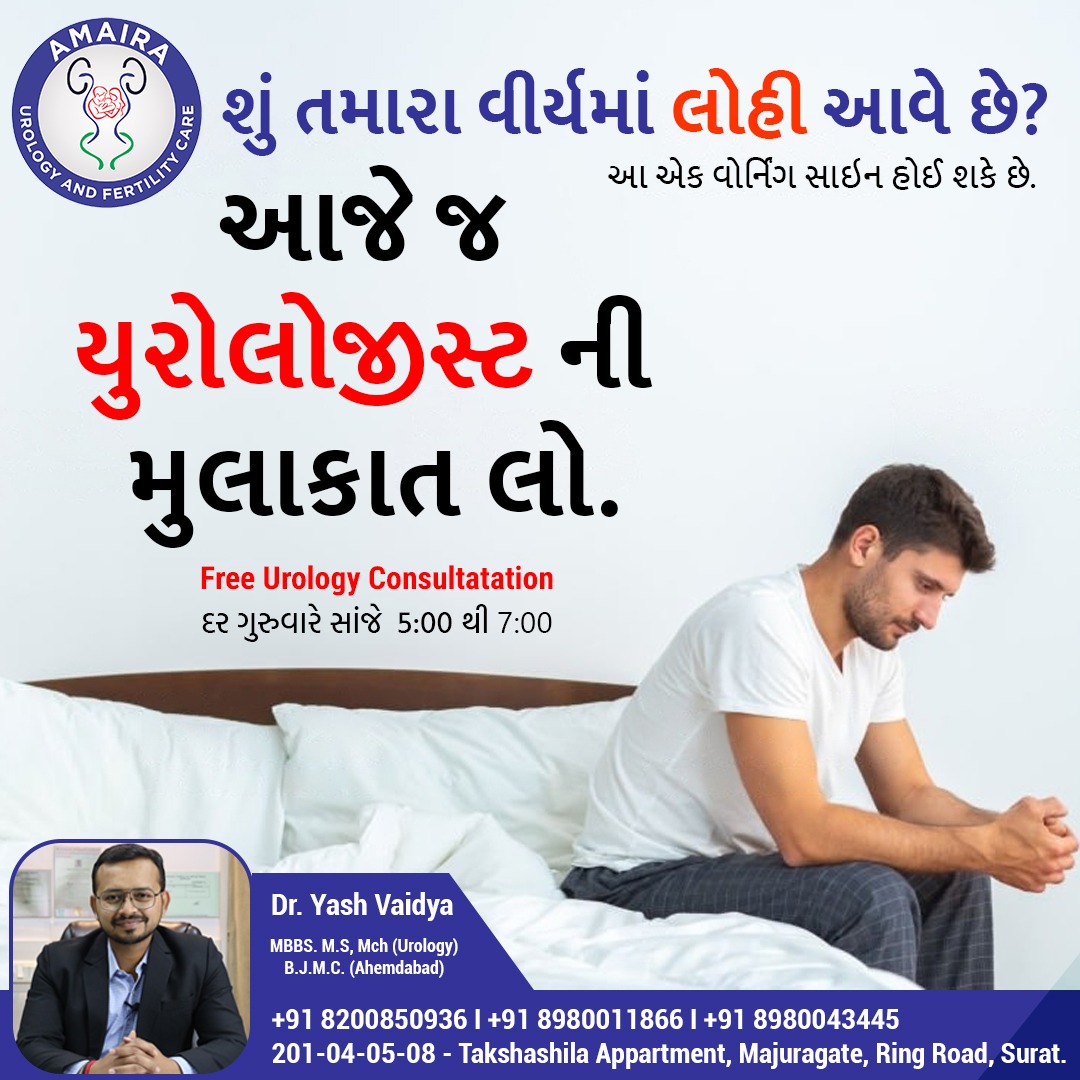 AMAIRA
UROLOGY AND FERTILITY CARE
શું તમારા વીર્યમાં લોહી આવે છે?
આ એક વોર્નિંગ સાઇન હોઈ શકે છે.
આજે જ
યુરોલોજીસ્ટ ની
મુલાકાત લો.
Free Urology Consultatation
દર ગુરુવારે સાંજે 5:00 થી 7:00
Dr. Yash Vaidya
MBBS. M.S, Mch (Urology)
B.J.M.C. (Ahemdabad)
+91 8200850936 I +91 8980011866 I +91 8980043445
201-04-05-08 - Takshashila Appartment, Majuragate, Ring Road, Surat.